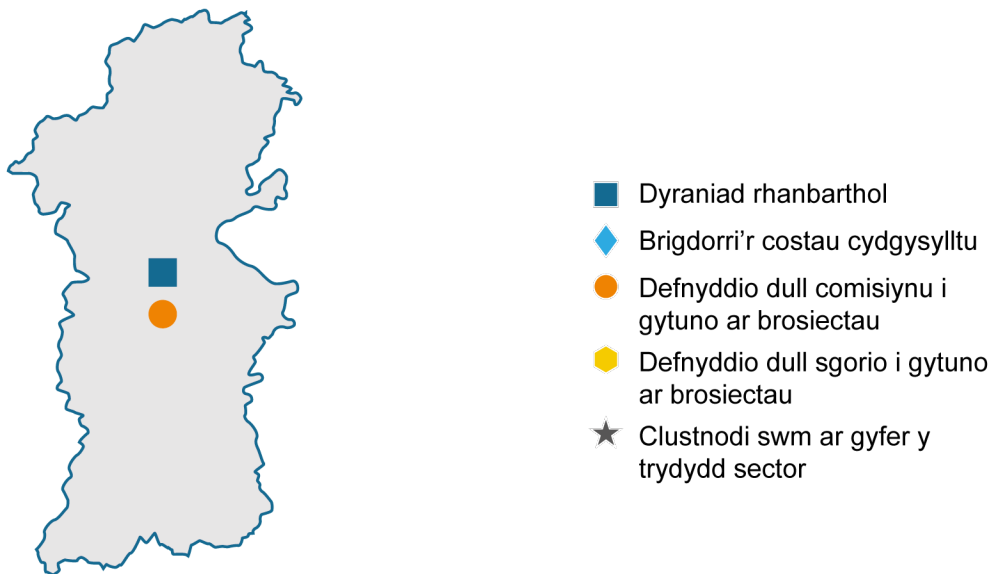 Dyraniad rhanbarthol
Brigdorri’r costau cydgysylltu
Defnyddio dull comisiynu i
gytuno ar brosiectau
Defnyddio dull sgorio i gytuno
ar brosiectau
Clustnodi swm ar gyfer y
trydydd sector